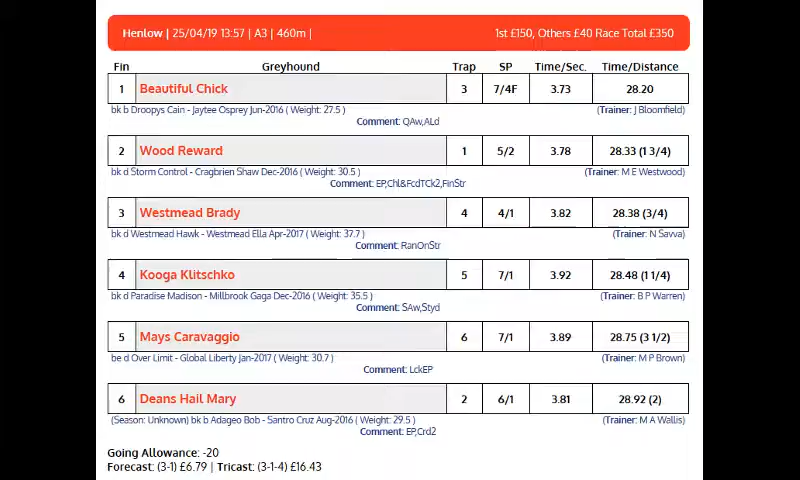 Henlow | 25/04/19 13:57 | A3 | 460m | 1st £150, Others £40 Race Total £350
Fin Greyhound Trap SP Time/Sec. Time/Distance
1 Beautiful Chick 3 7/4F 3.73 28.20
bk b Droopys Cain - Jaytee Osprey Jun-2016 ( Weight: 27.5 ) (Trainer: J Bloomfield)
Comment: QAw,ALd
2 Wood Reward 1 5/2 3.78 28.33 (1 3/4)
bk d Storm Control - Cragbrien Shaw Dec-2016 ( Weight: 30.5 ) (Trainer: M E Westwood)
Comment: EP,Chl&FcdTCk2,FinStr
3 Westmead Brady 4 4/1 3.82 28.38 (3/4)
bk d Westmead Hawk - Westmead Ella Apr-2017 ( Weight: 37.7 ) (Trainer: N Savva)
Comment: RanOnStr
4 Kooga Klitschko 5 7/1 3.92 28.48 (1 1/4)
bk d Paradise Madison - Millbrook Gaga Dec-2016 ( Weight: 35.5 ) (Trainer: B P Warren)
Comment: SAw,Styd
5 Mays Caravaggio 6 7/1 3.89 28.75 (3 1/2)
be d Over Limit - Global Liberty Jan-2017 ( Weight: 30.7 ) (Trainer: M P Brown)
Comment: LckEP
6 Deans Hail Mary 2 6/1 3.81 28.92 (2)
(Season: Unknown) bk b Adageo Bob - Santro Cruz Aug-2016 ( Weight: 29.5 ) (Trainer: M A Wallis)
Comment: EP,Crd2
Going Allowance: -20
Forecast: (3-1) £6.79 | Tricast: (3-1-4) £16.43